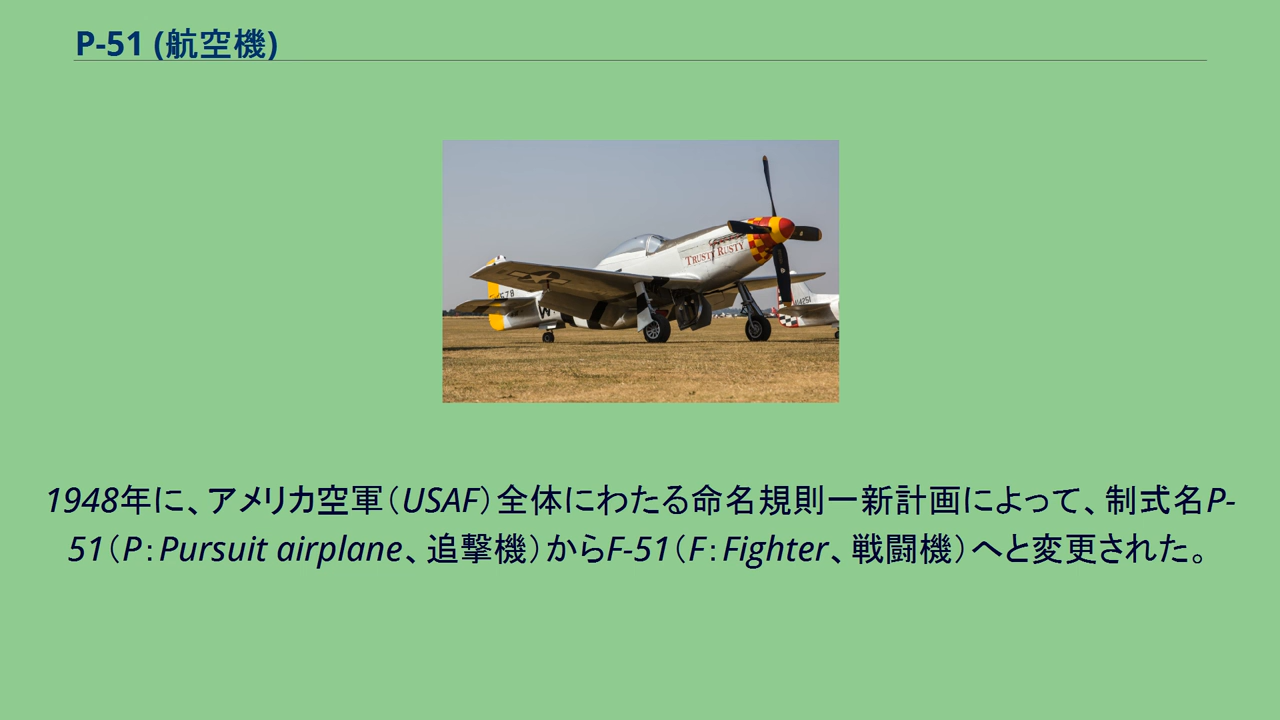 P-51 (航空機)
TRUSTY RUSTY
1948年に、アメリカ空軍（USAF）全体にわたる命名規則一新計画によって、制式名P-
51（P：Pursuit airplane、追撃機）からF-51（F：Fighter、戦闘機）へと変更された。